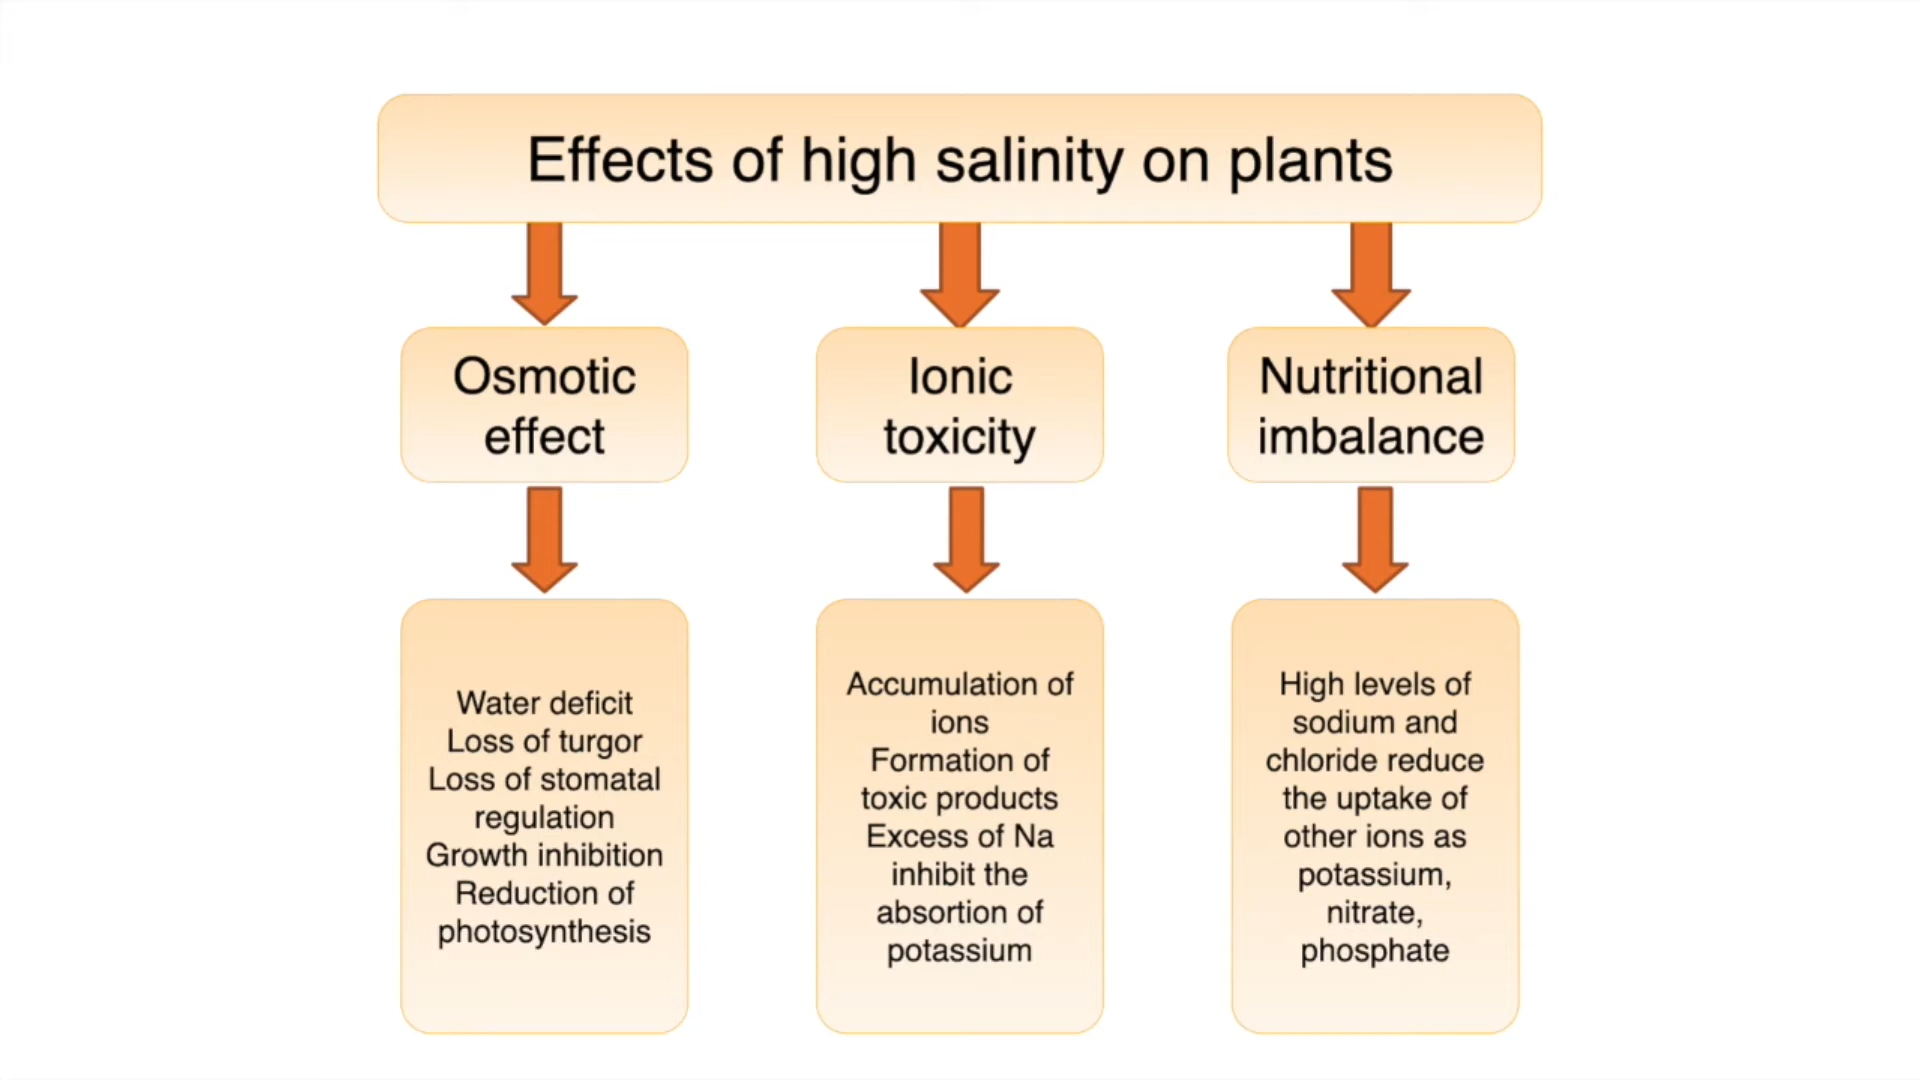 Effects of high salinity on plants
Osmotic
effect
Ionic
toxicity
Nutritional
imbalance
Water deficit
Loss of turgor
Loss of stomatal
regulation
Growth inhibition
Reduction of
photosynthesis
Accumulation of
ions
Formation of
toxic products
Excess of Na
inhibit the
absortion of
potassium
High levels of
sodium and
chloride reduce
the uptake of
other ions as
potassium,
nitrate,
phosphate